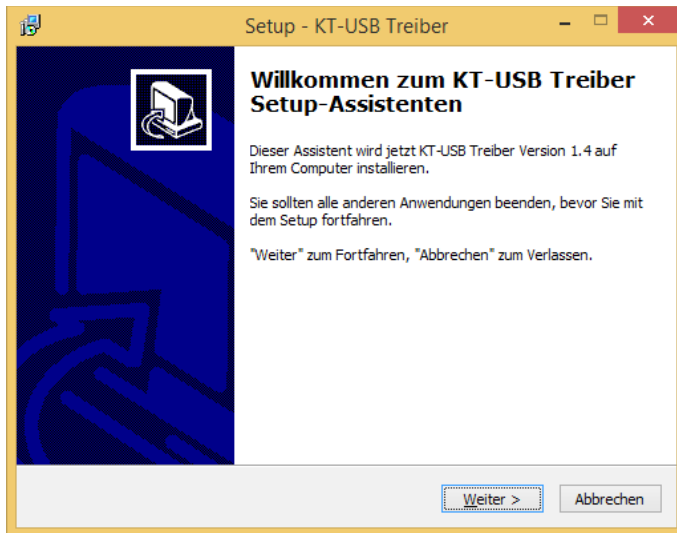 Setup - KT-USB Treiber
Willkommen zum KT-USB Treiber
Setup-Assistenten
Dieser Assistent wird jetzt KT-USB Treiber Version 1.4 auf
Ihrem Computer installieren.
Sie sollten alle anderen Anwendungen beenden, bevor Sie mit
dem Setup fortfahren.
"Weiter" zum Fortfahren, "Abbrechen" zum Verlassen.
Weiter > Abbrechen